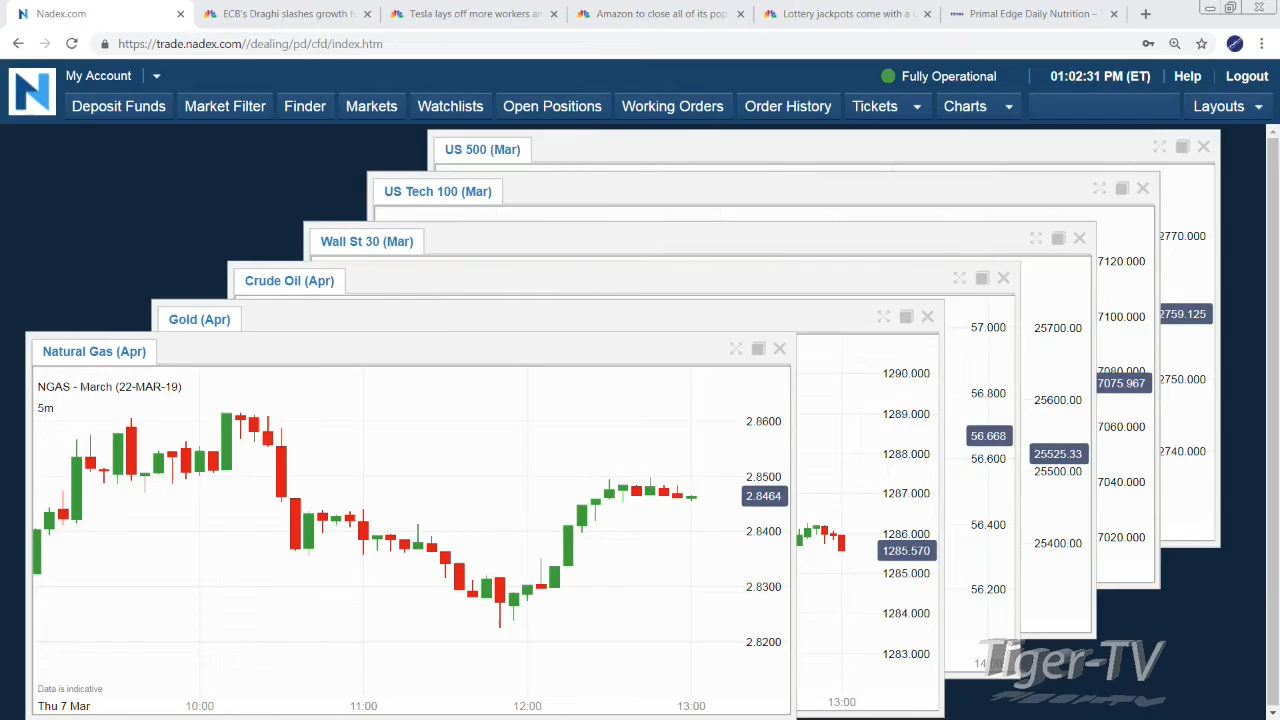 Nadex.com
ECB's Draghi slashes growth f
Tesla lays off more workers an
Amazon to close all of its pop
Lottery jackpots come with a
Primal Edge Daily Nutrition –
https://trade.nadex.com//dealing/pd/cfd/index.htm
My Account
Fully Operational
01:02:31 PM (ET)
Help
Logout
Deposit Funds
Market Filter
Finder
Markets
Watchlists
Open Positions
Working Orders
Order History
Tickets
Charts
Layouts
US 500 (Mar)
US Tech 100 (Mar)
2770.000
Wall St 30 (Mar)
7120.000
Crude Oil (Apr)
7100.000
2759.125
Gold (Apr)
57.000
25700.00
Natural Gas (Apr)
1290.000
7080.000
7075.967
2750.000
NGAS - March (22-MAR-19)
5m
56.800
25600.00
2.8600
1289.000
7060.000
56.668
1288.000
56.600
25525.33
2740.000
2.8500
25500.00
2.8464
1287.000
7040.000
56.400
2.8400
1286.000
7020.000
1285.570
25400.00
1285.000
2.8300
56.200
1284.000
2.8200
1283.000
Tiger-TV
Data is indicative
Thu 7 Mar
10:00
11:00
12:00
13:00
13:00